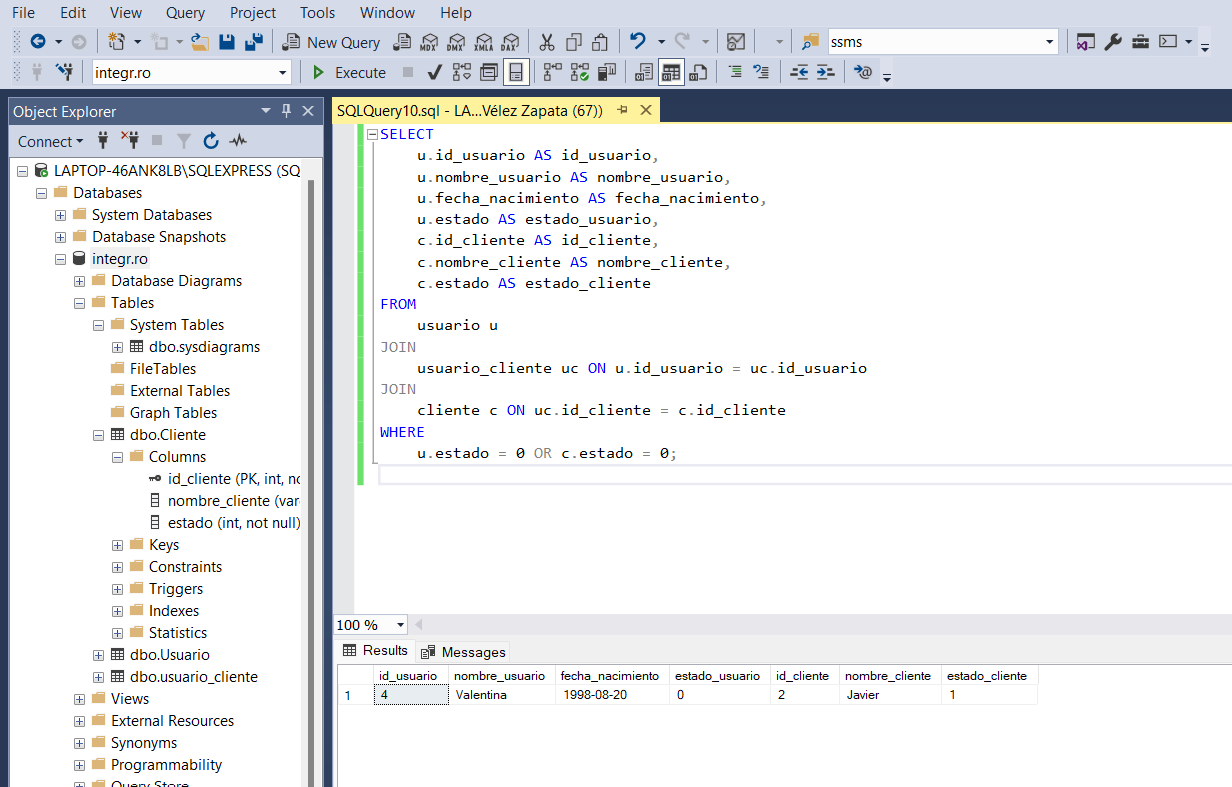 File Edit View Query Project Tools Window Help
New Query MDX DMX XMLA DAX ssms
integr.ro Execute
Object Explorer
Connect
LAPTOP-46ANK8LB\SQLEXPRESS (SQ
Databases
System Databases
Database Snapshots
integr.ro
Database Diagrams
Tables
System Tables
dbo.sysdiagrams
FileTables
External Tables
Graph Tables
dbo.Cliente
Columns
id_cliente (PK, int, no
nombre_cliente (var
estado (int, not null)
Keys
Constraints
Triggers
Indexes
Statistics
dbo.Usuario
dbo.usuario_cliente
Views
External Resources
Synonyms
Programmability
Query Store
SQLQuery10.sql - LA...Vélez Zapata (67))
SELECT
u.id_usuario AS id_usuario,
u.nombre_usuario AS nombre_usuario,
u.fecha_nacimiento AS fecha_nacimiento,
u.estado AS estado_usuario,
c.id_cliente AS id_cliente,
c.nombre_cliente AS nombre_cliente,
c.estado AS estado_cliente
FROM
usuario u
JOIN
usuario_cliente uc ON u.id_usuario = uc.id_usuario
JOIN
cliente c ON uc.id_cliente = c.id_cliente
WHERE
u.estado = 0 OR c.estado = 0;
100 %
Results Messages
id_usuario nombre_usuario fecha_nacimiento estado_usuario id_cliente nombre_cliente estado_cliente
1 4 Valentina 1998-08-20 0 2 Javier 1